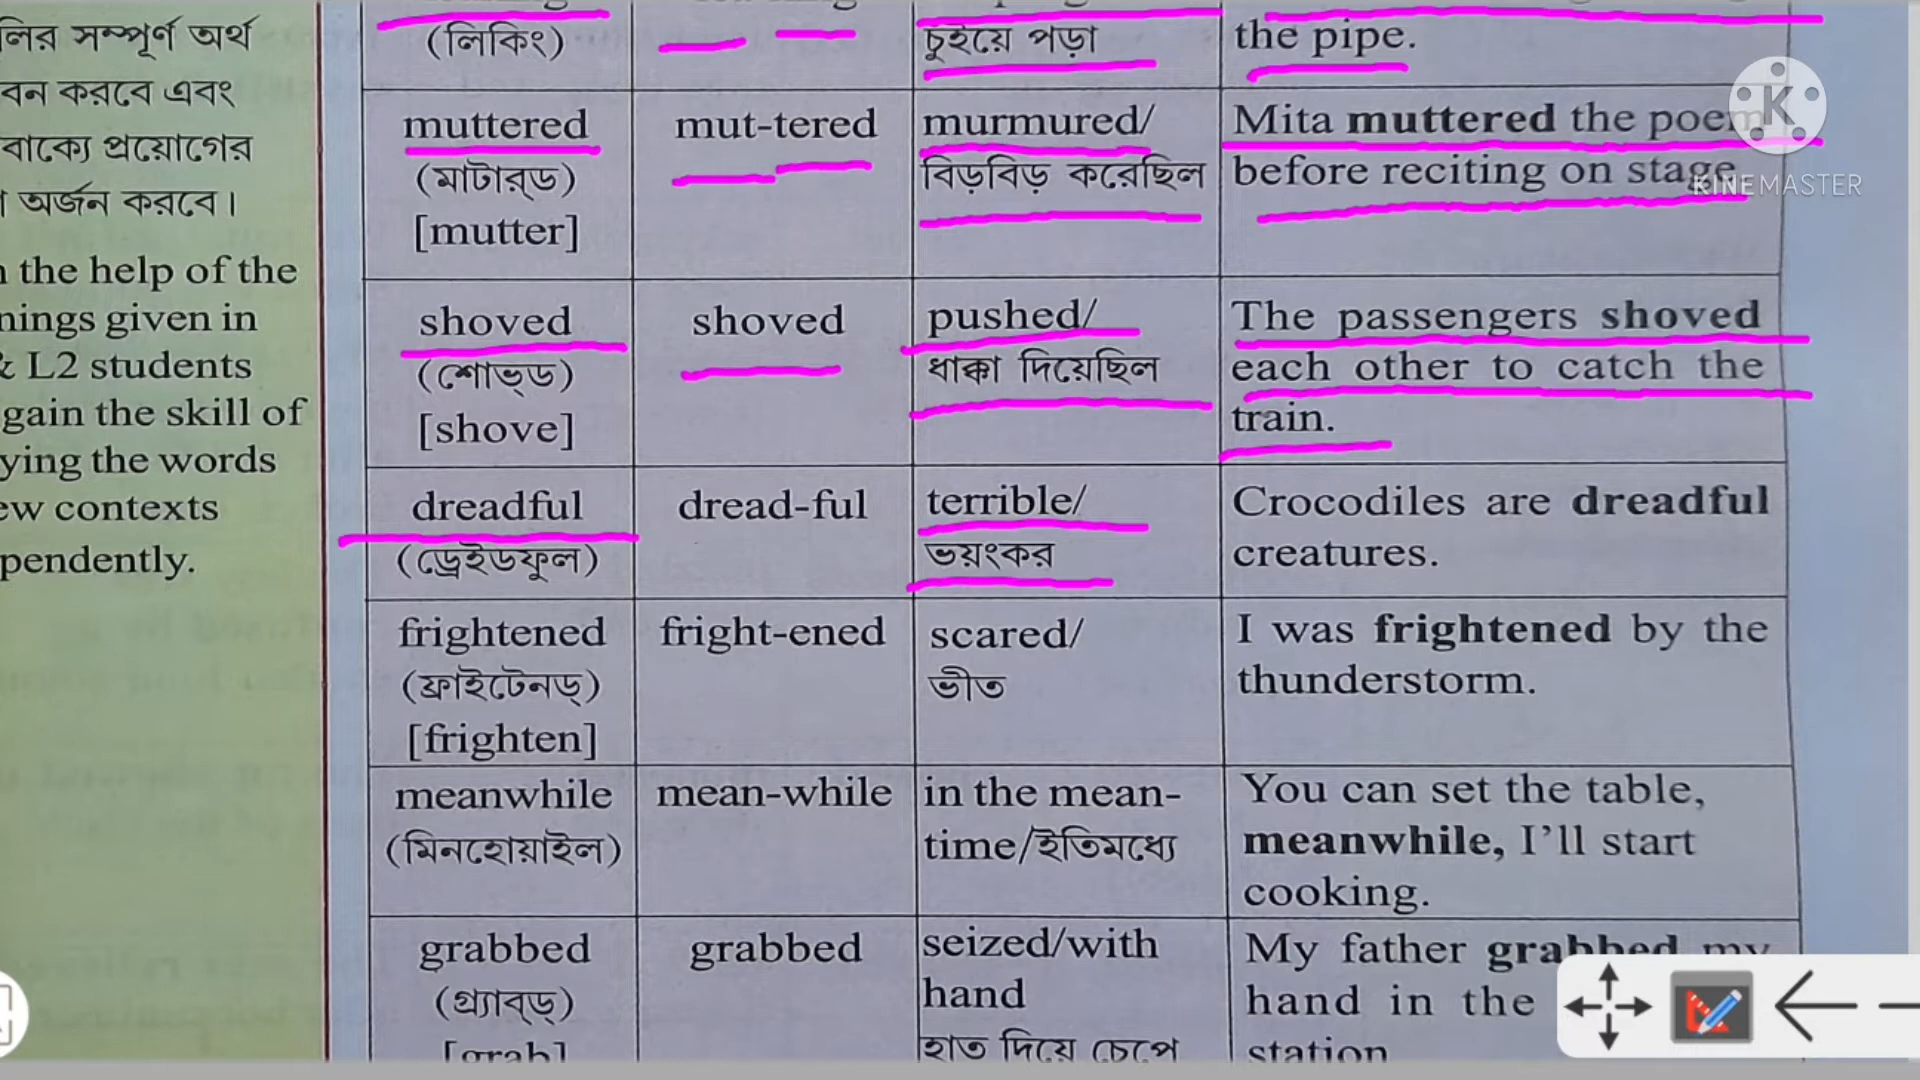 লির সম্পূর্ণ অর্থ
করবে এবং
বাক্যে প্রয়োগের
অর্জন করবে।
the help of the
given in
& L2 students
gain the skill of
the words
contexts
(লিকিং)
চুইয়ে পড়া
the pipe.
muttered
(মাটার্ড)
[mutter]
mut-tered
murmured/
বিড়বিড় করেছিল
Mita muttered the poem
before reciting on stage
shoved
(শোভ্ড)
[shove]
shoved
pushed/
ধাক্কা দিয়েছিল
The passengers shoved
each other to catch the
train.
dreadful
(ড্রেইডফুল)
dread-ful
terrible/
ভয়ংকর
Crocodiles are dreadful
creatures.
frightened
(ফ্রাইটেনড্)
[frighten]
fright-ened
scared/
ভীত
I was frightened by the
thunderstorm.
meanwhile
(মিনহোয়াইল)
mean-while
in the mean-
time/ইতিমধ্যে
You can set the table,
meanwhile, I’ll start
cooking.
grabbed
(গ্র্যাব্ড্)
[grab]
grabbed
seized/with
hand
হাত দিয়ে চেপে
My father grabbed my
hand in the
station
K
KINEMASTER